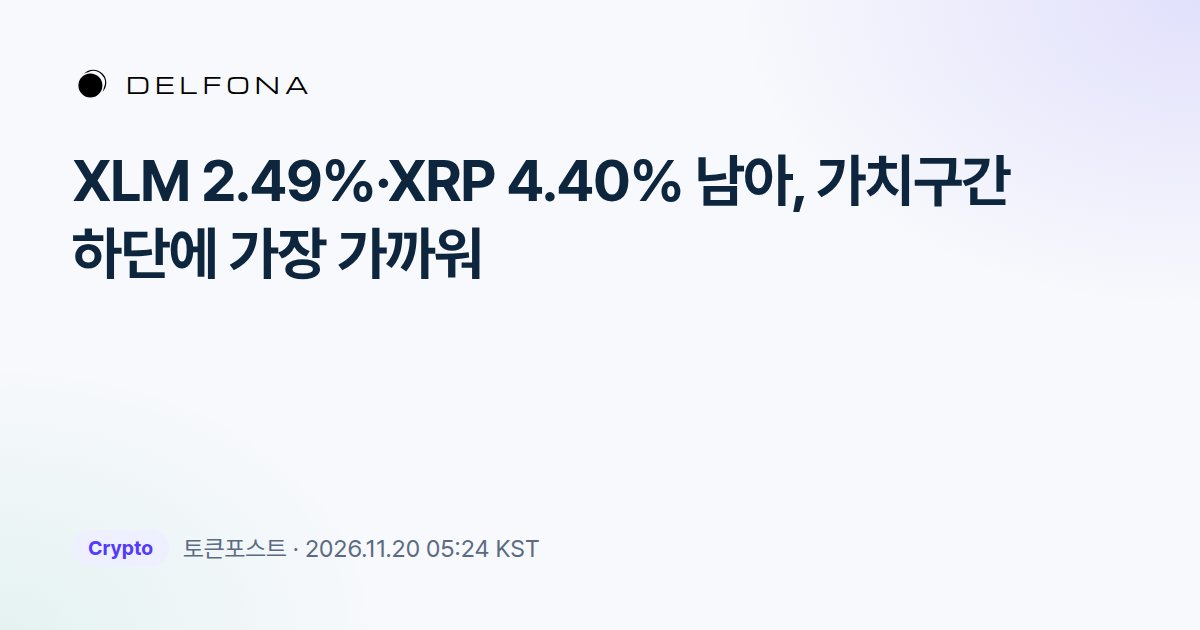 DELFONA
XLM 2.49%·XRP 4.40% 남아, 가치구간
하단에 가장 가까워
Crypto 토큰포스트 · 2026.11.20 05:24 KST